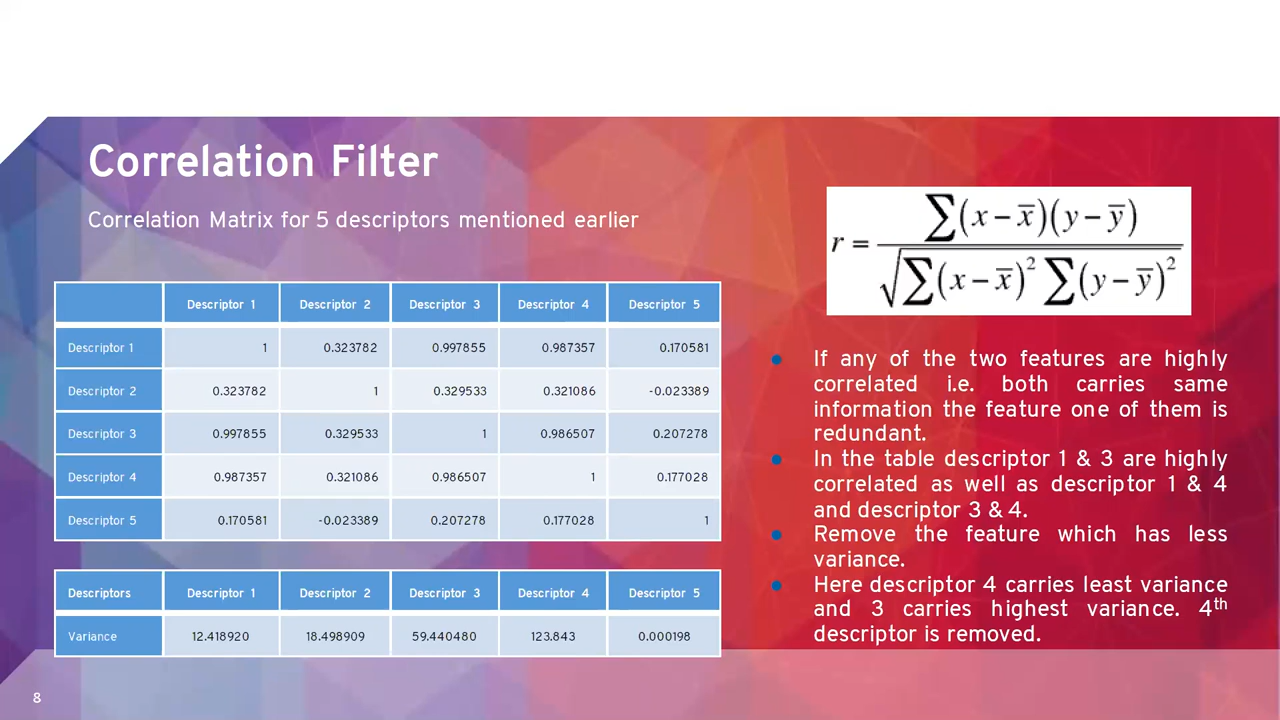 Correlation Filter
Correlation Matrix for 5 descriptors mentioned earlier
Descriptor 1 Descriptor 2 Descriptor 3 Descriptor 4 Descriptor 5
Descriptor 1 1 0.323782 0.997855 0.987357 0.170581
Descriptor 2 0.323782 1 0.329533 0.321086 -0.023389
Descriptor 3 0.997855 0.329533 1 0.986507 0.207278
Descriptor 4 0.987357 0.321086 0.986507 1 0.177028
Descriptor 5 0.170581 -0.023389 0.207278 0.177028 1
Descriptors Descriptor 1 Descriptor 2 Descriptor 3 Descriptor 4 Descriptor 5
Variance 12.418920 18.498909 59.440480 123.843 0.000198
r = ∑(x − x̅)(y − y̅) / √∑(x − x̅)² ∑(y − y̅)²
● If any of the two features are highly
correlated i.e. both carries same
information the feature one of them is
redundant.
● In the table descriptor 1 & 3 are highly
correlated as well as descriptor 1 & 4
and descriptor 3 & 4.
● Remove the feature which has less
variance.
● Here descriptor 4 carries least variance
and 3 carries highest variance. 4th
descriptor is removed.
8